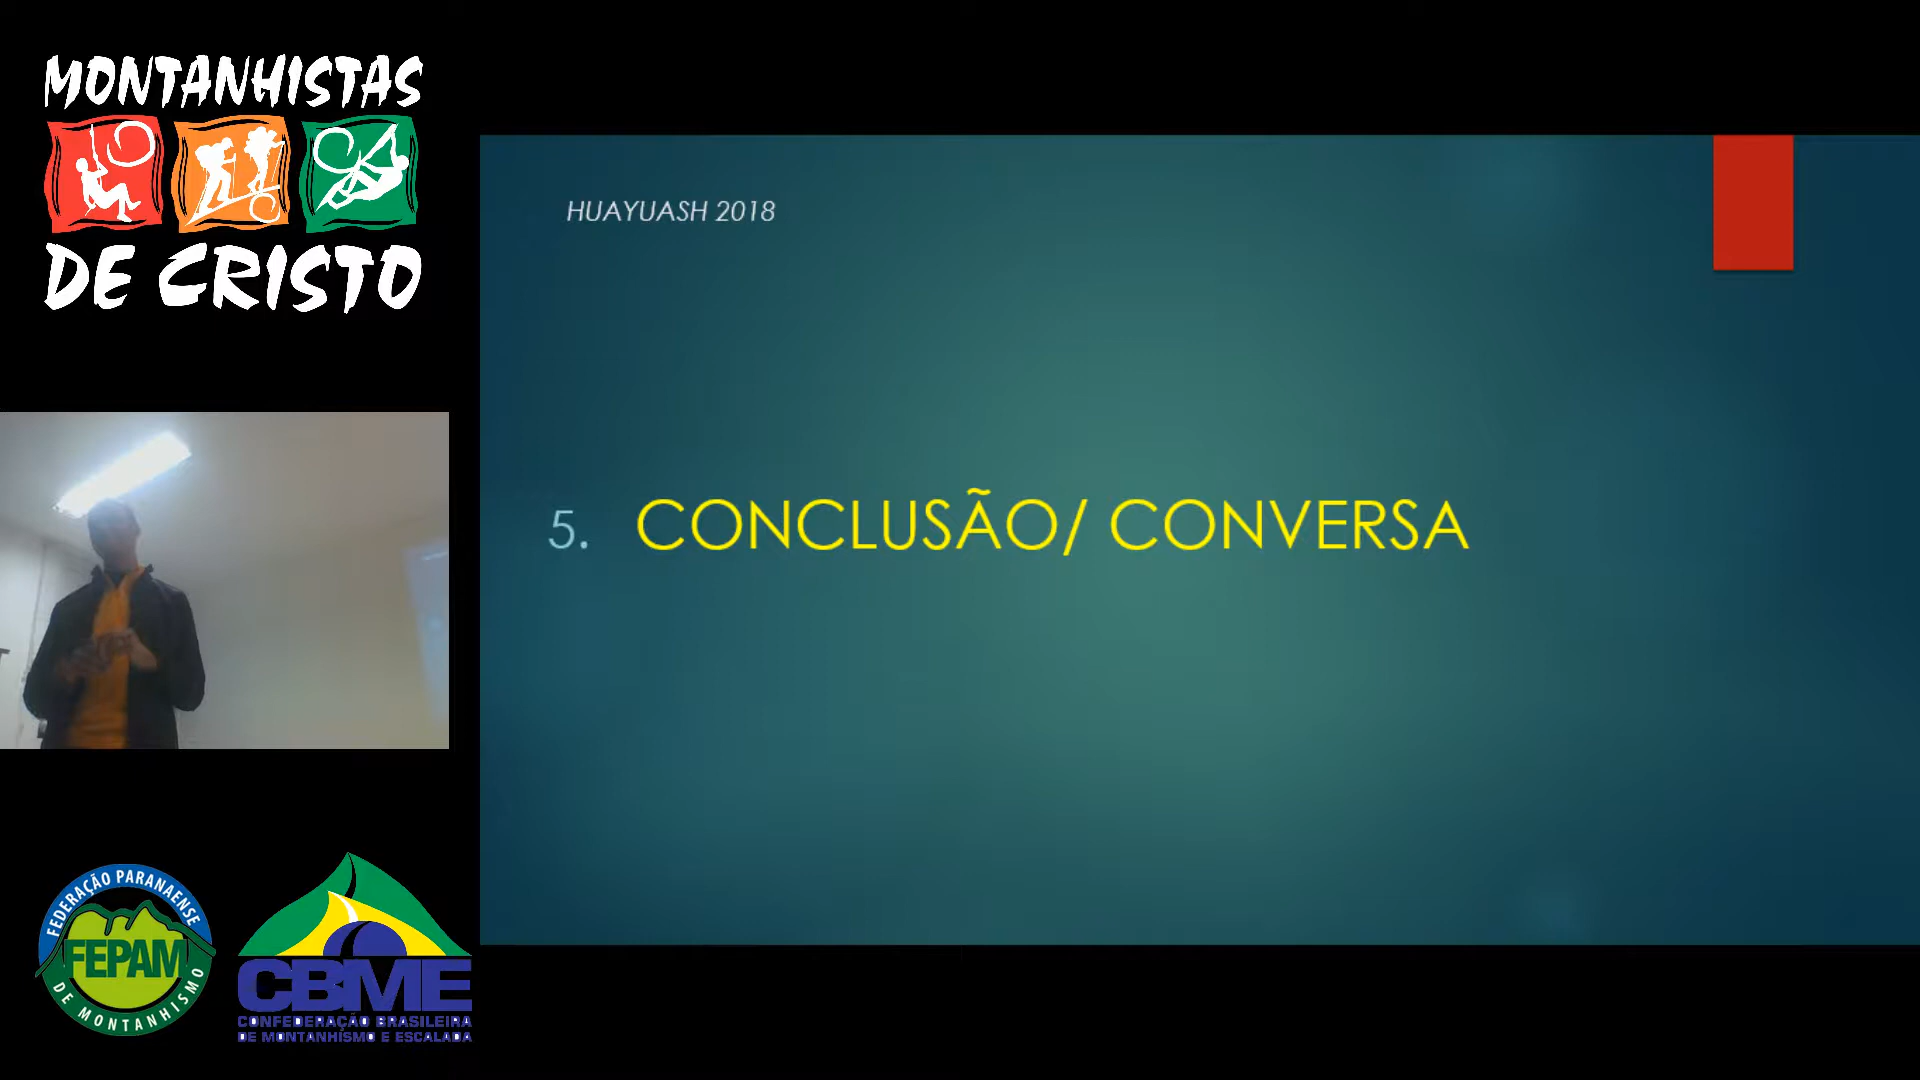 MONTANHISTAS
DE CRISTO
HUAYUASH 2018
5. CONCLUSÃO/ CONVERSA
FEDERAÇÃO PARANAENSE
FEPAM
DE MONTANHISMO
CBME
CONFEDERAÇÃO BRASILEIRA
DE MONTANHISMO E ESCALADA